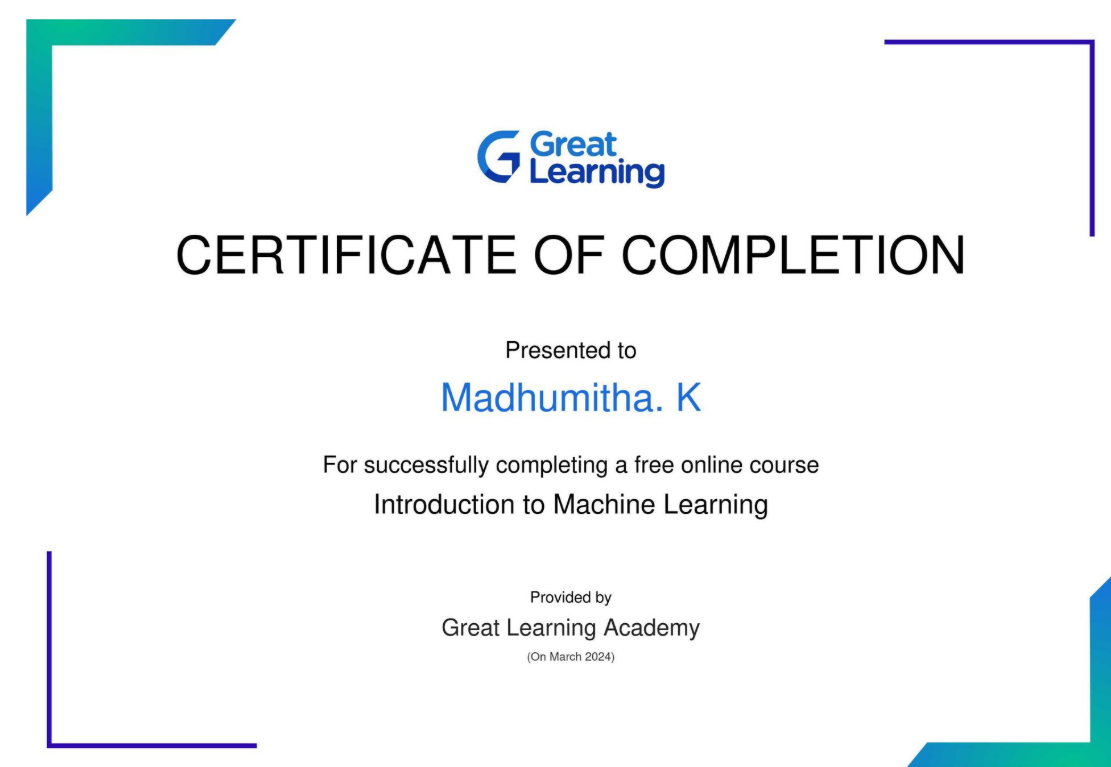 Great
Learning
CERTIFICATE OF COMPLETION
Presented to
Madhumitha. K
For successfully completing a free online course
Introduction to Machine Learning
Provided by
Great Learning Academy
(On March 2024)